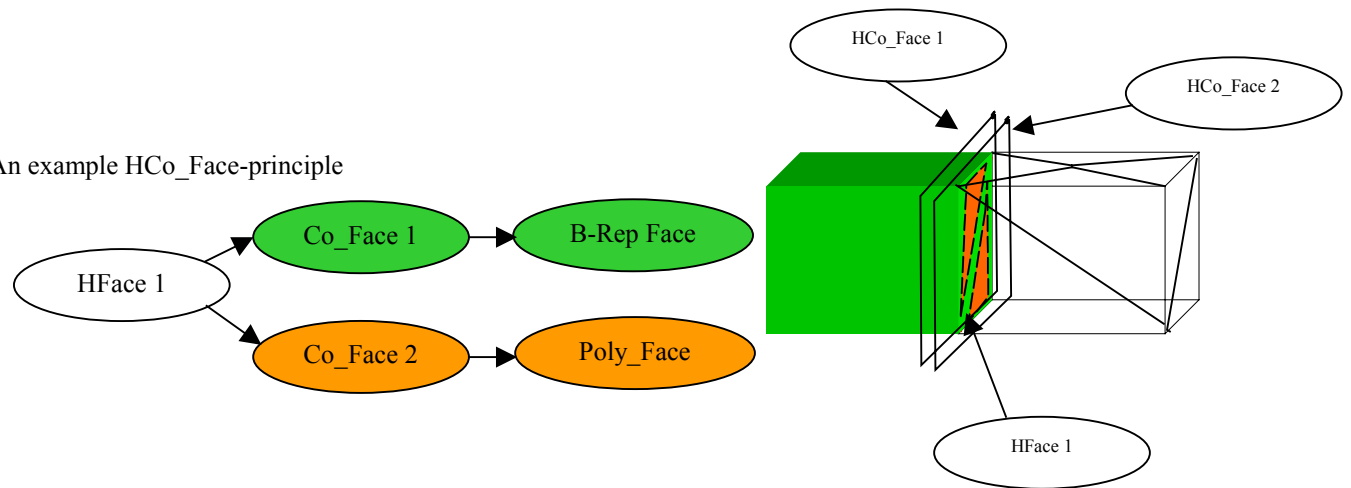 HCo_Face 1
HCo_Face 2
An example HCo_Face-principle
Co_Face 1
B-Rep Face
HFace 1
Co_Face 2
Poly_Face
HFace 1